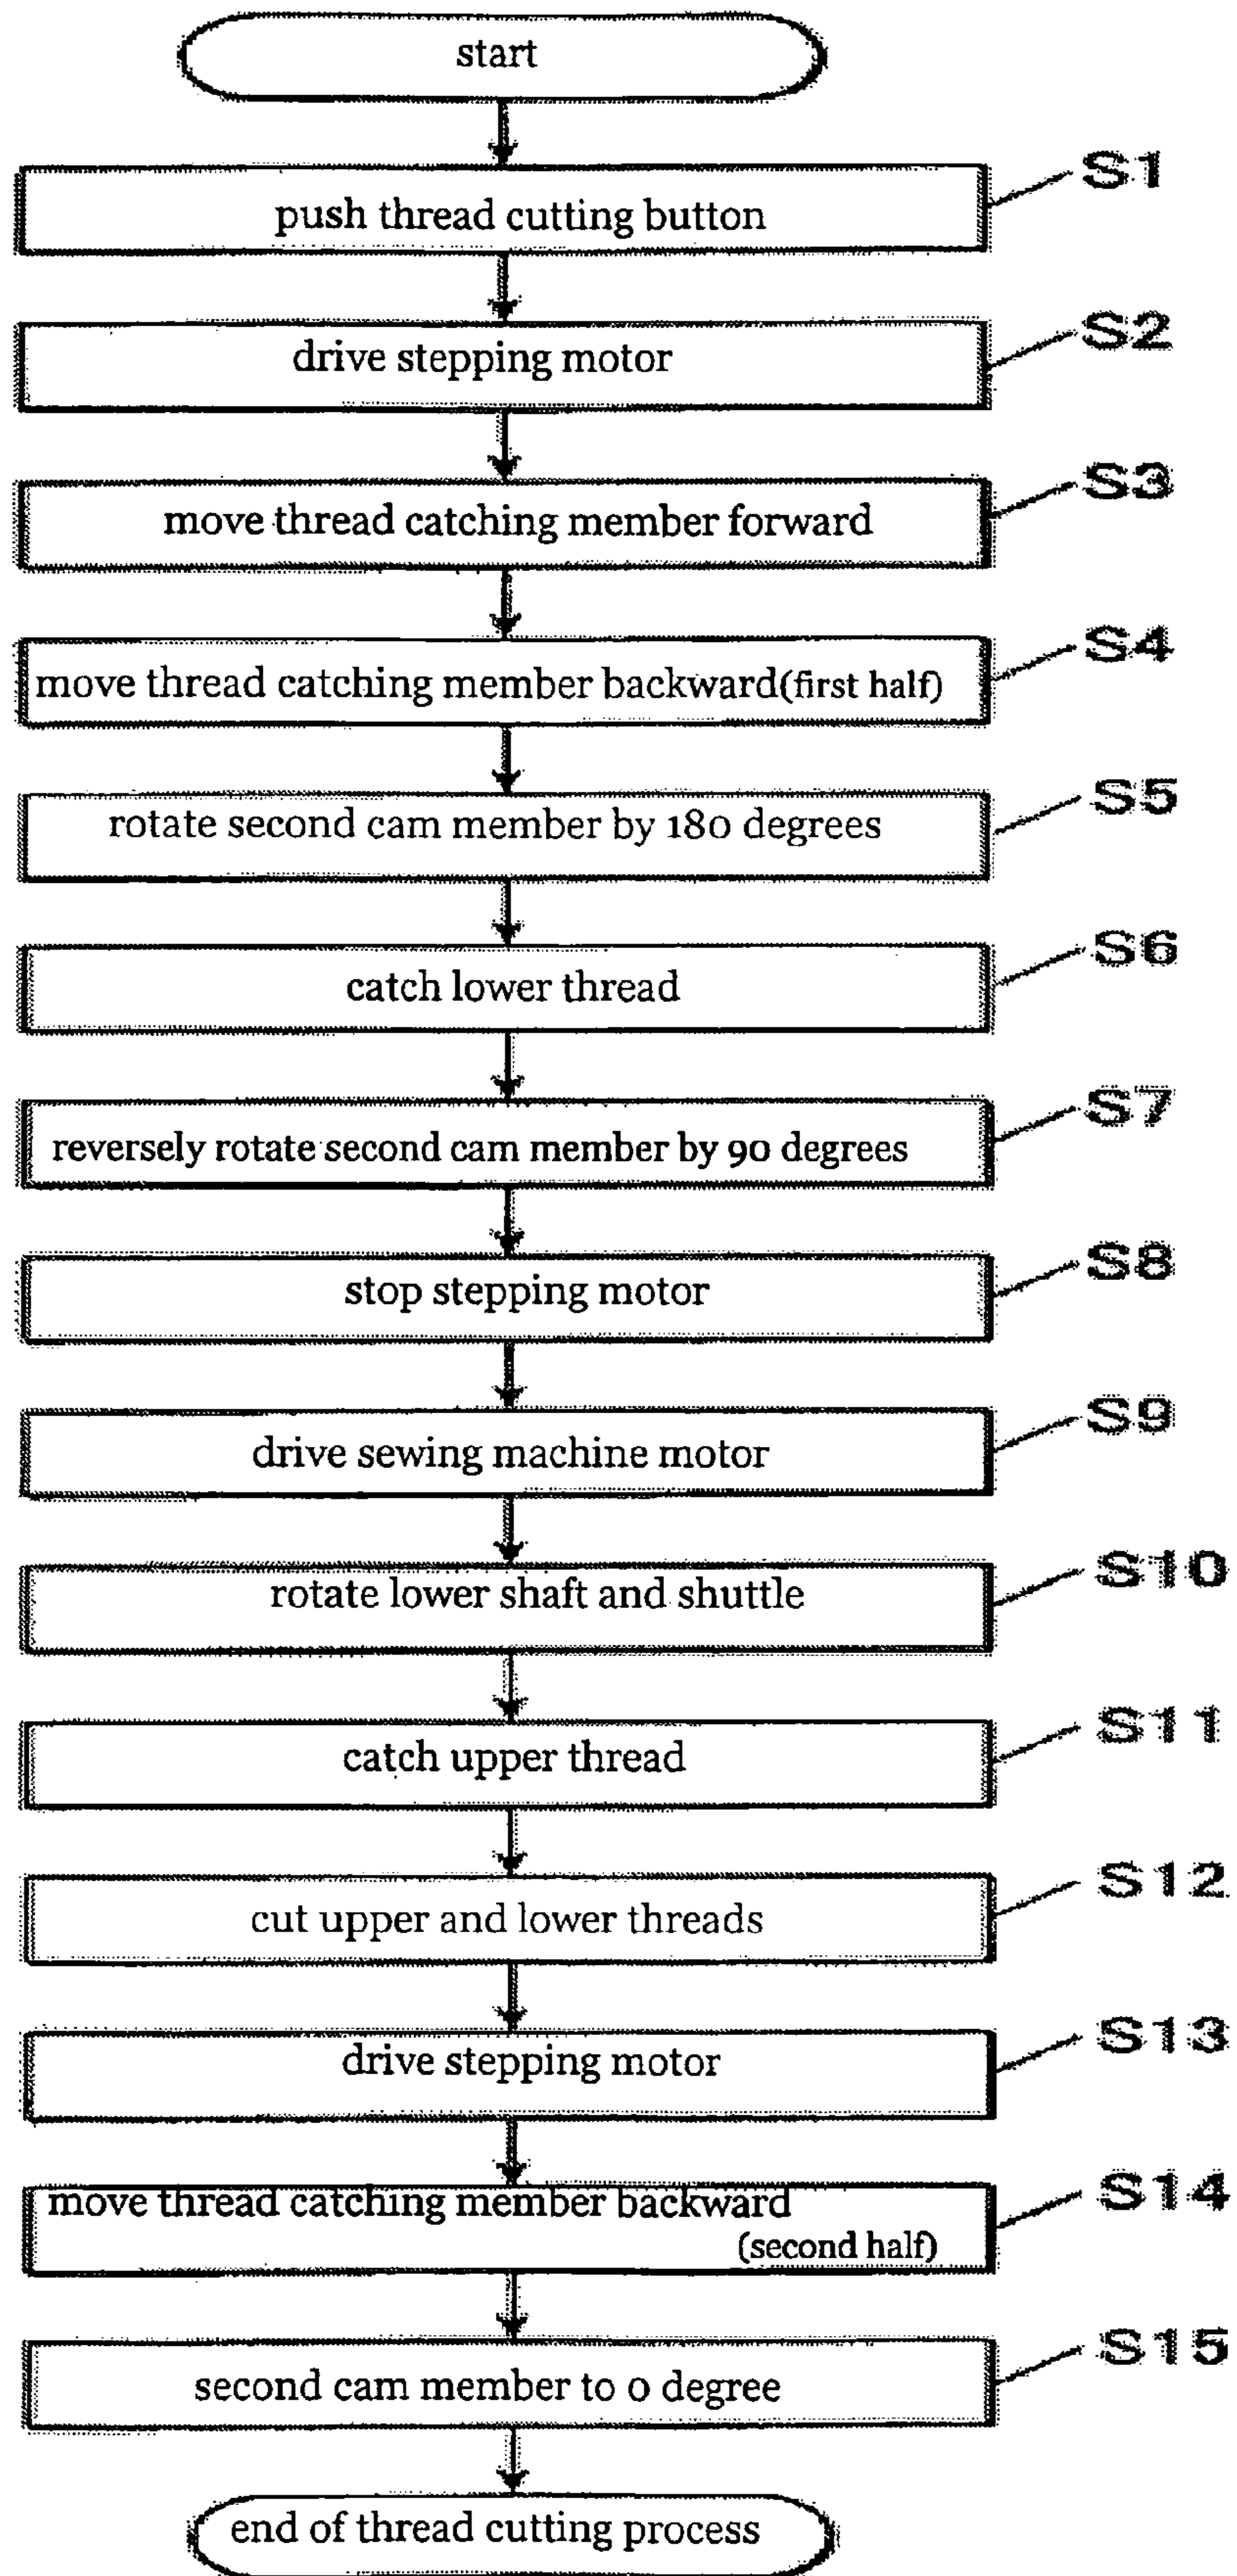 start
push thread cutting button
S1
drive stepping motor
S2
move thread catching member forward
S3
move thread catching member backward(first half)
S4
rotate second cam member by 180 degrees
S5
catch lower thread
S6
reversely rotate second cam member by 90 degrees
S7
stop stepping motor
S8
drive sewing machine motor
S9
rotate lower shaft and shuttle
S10
catch upper thread
S11
cut upper and lower threads
S12
drive stepping motor
S13
move thread catching member backward
(second half)
S14
second cam member to 0 degree
S15
end of thread cutting process